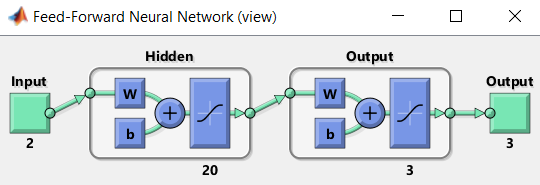 Feed-Forward Neural Network (view)
Hidden Output
Input W b + W b + Output
2 20 3 3